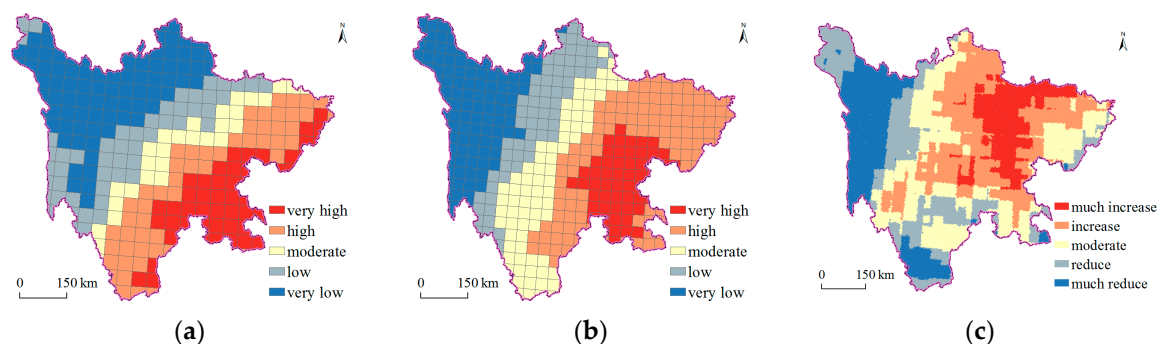 N
very high
high
moderate
low
very low
0 150 km
(a)
N
very high
high
moderate
low
very low
0 150 km
(b)
N
much increase
increase
moderate
reduce
much reduce
0 150 km
(c)